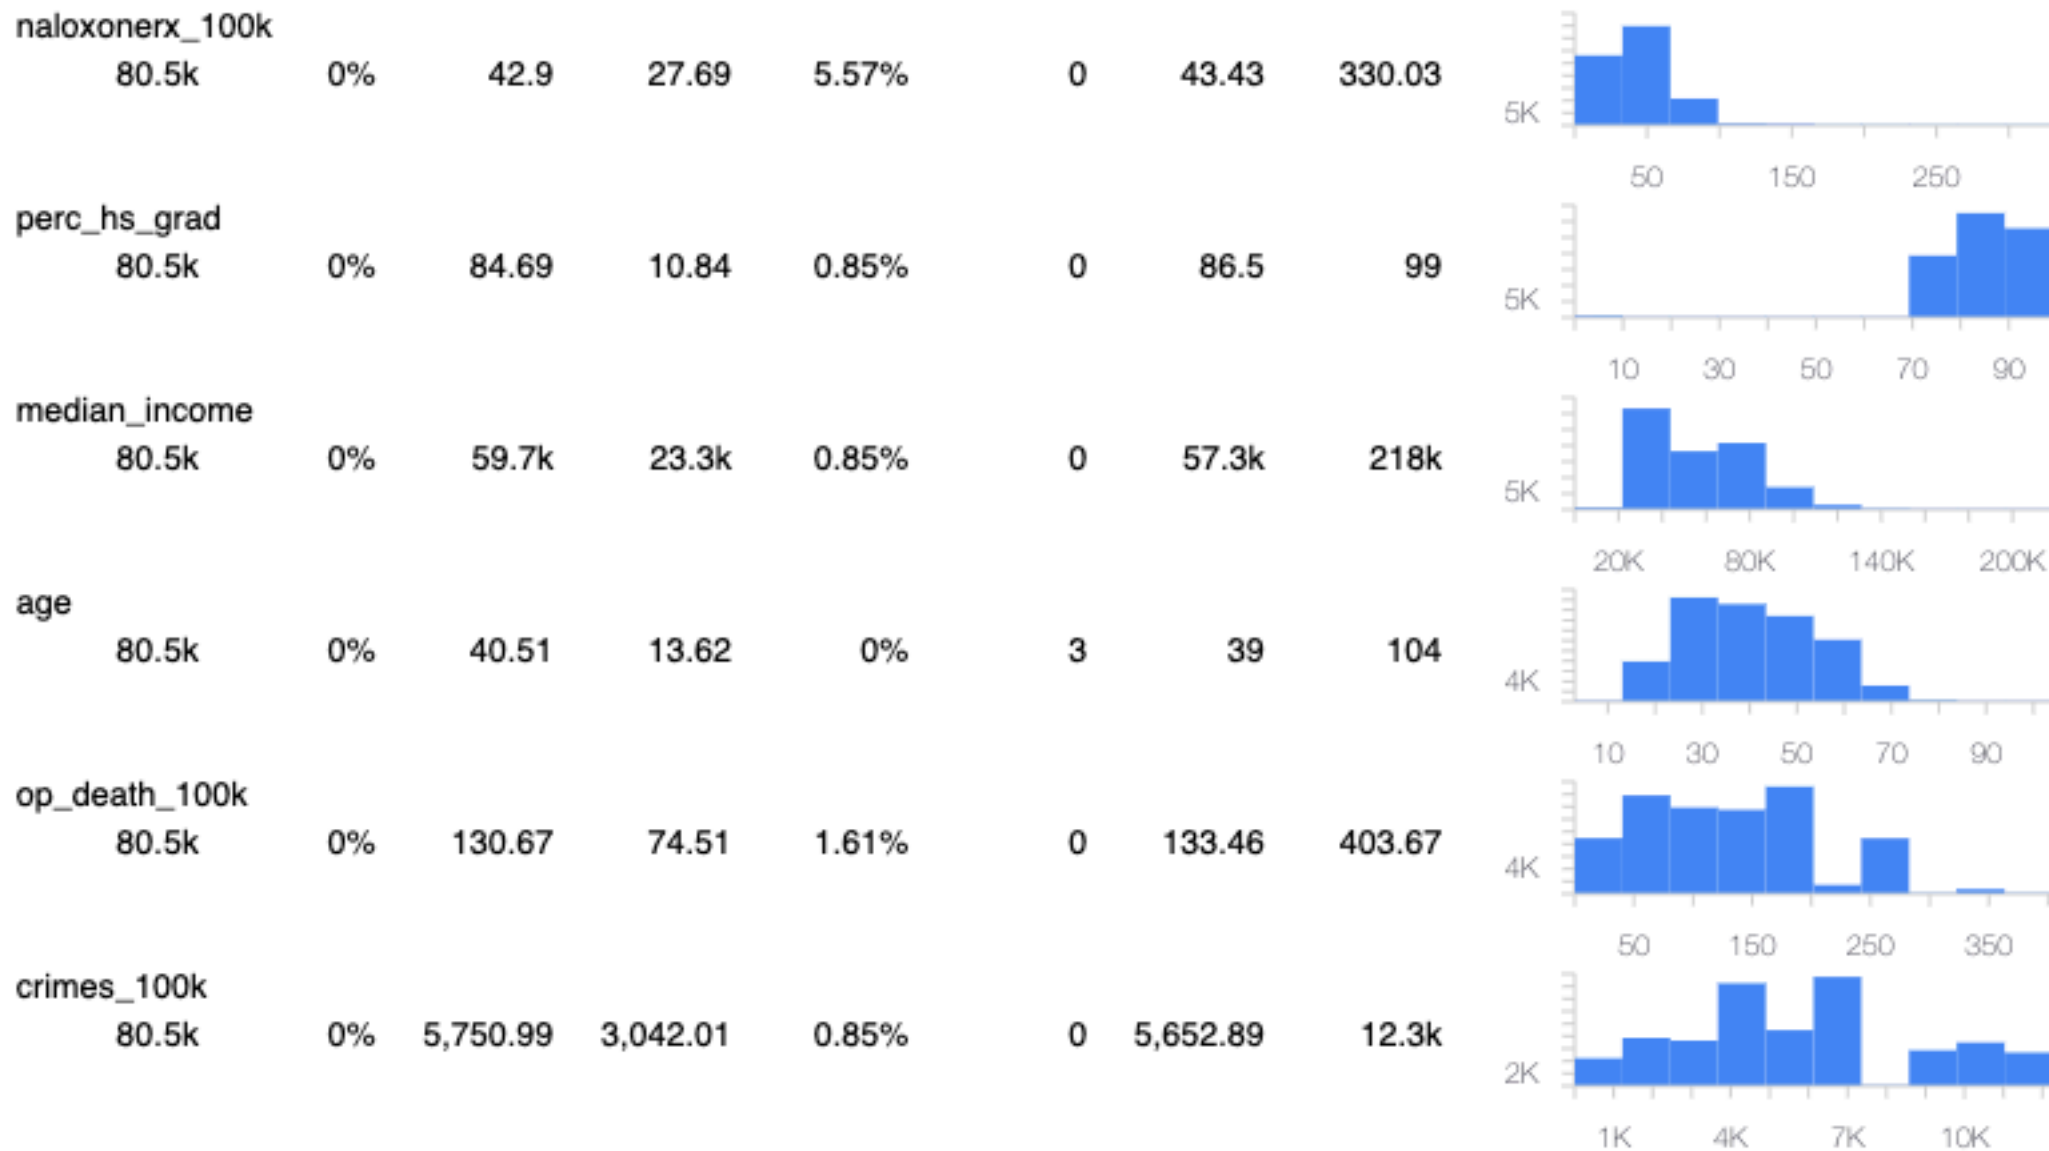 naloxonerx_100k
80.5k 0% 42.9 27.69 5.57% 0 43.43 330.03
5K
50 150 250
perc_hs_grad
80.5k 0% 84.69 10.84 0.85% 0 86.5 99
5K
10 30 50 70 90
median_income
80.5k 0% 59.7k 23.3k 0.85% 0 57.3k 218k
5K
20K 80K 140K 200K
age
80.5k 0% 40.51 13.62 0% 3 39 104
4K
10 30 50 70 90
op_death_100k
80.5k 0% 130.67 74.51 1.61% 0 133.46 403.67
4K
50 150 250 350
crimes_100k
80.5k 0% 5,750.99 3,042.01 0.85% 0 5,652.89 12.3k
2K
1K 4K 7K 10K